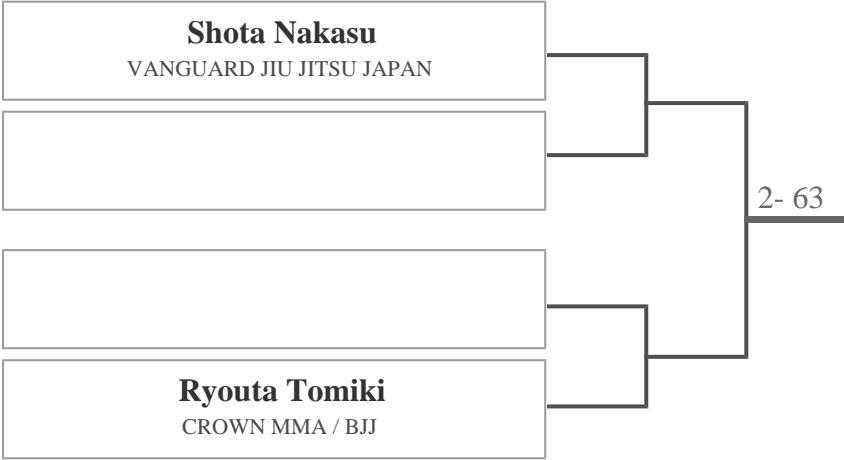 Shota Nakasu
VANGUARD JIU JITSU JAPAN
2- 63
Ryouta Tomiki
CROWN MMA / BJJ